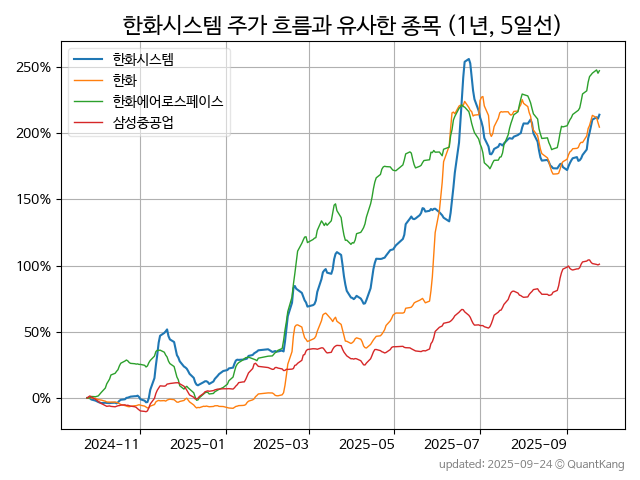 한화시스템 주가 흐름과 유사한 종목 (1년, 5일선)
한화시스템
한화
한화에어로스페이스
삼성중공업
250%
200%
150%
100%
50%
0%
2024-11 2025-01 2025-03 2025-05 2025-07 2025-09
updated: 2025-09-24 © QuantKang